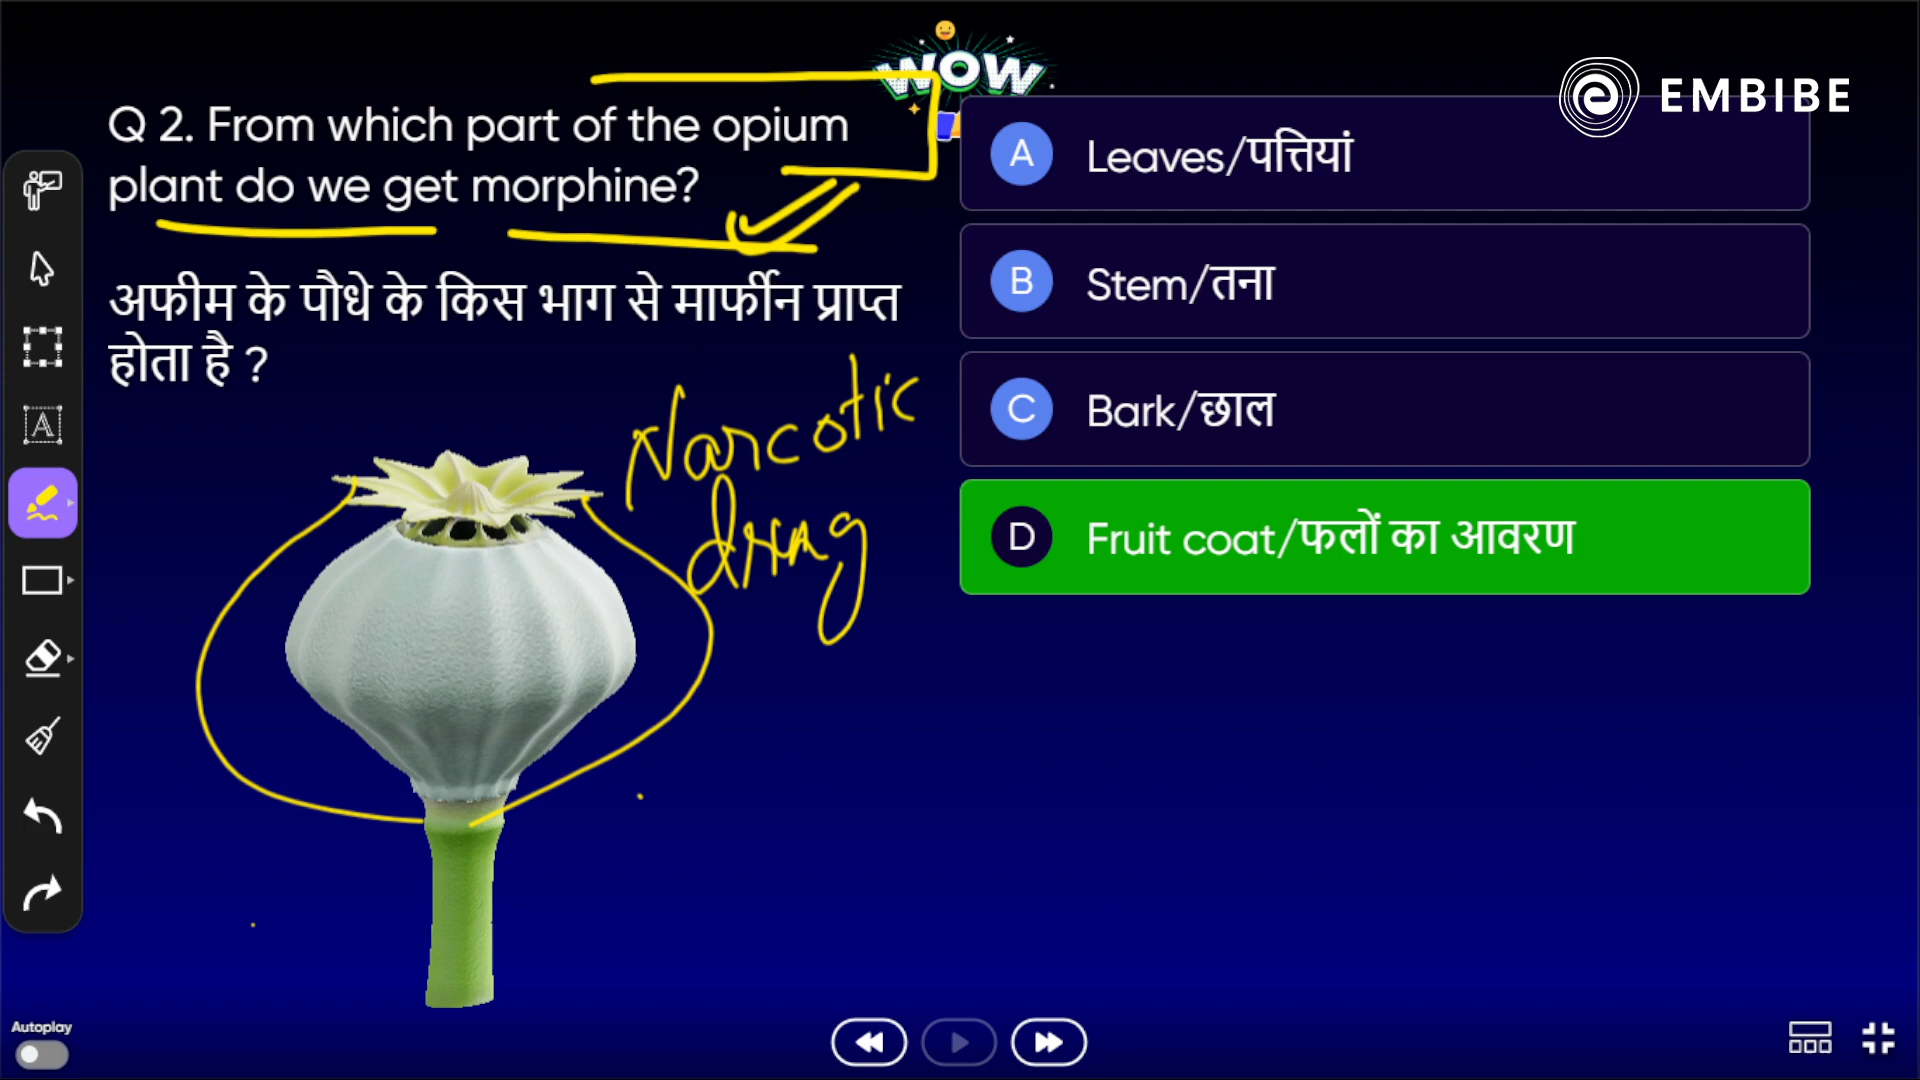 WOW
EMBIBE
Q 2. From which part of the opium
plant do we get morphine?
अफीम के पौधे के किस भाग से मार्फीन प्राप्त
होता है ?
Narcotic
drug
A Leaves/पत्तियां
B Stem/तना
C Bark/छाल
D Fruit coat/फलों का आवरण
A
Autoplay